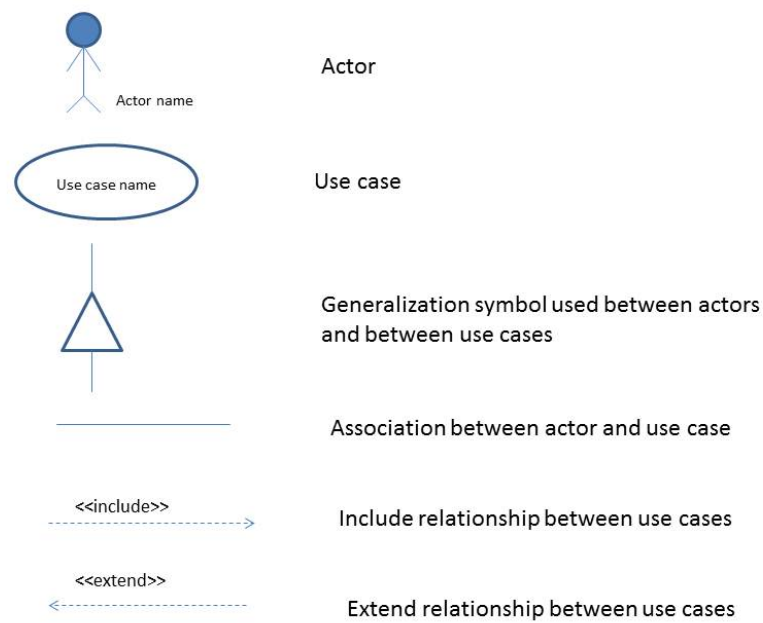 Actor
Actor name
Use case name
Use case
Generalization symbol used between actors
and between use cases
Association between actor and use case
<<include>>
Include relationship between use cases
<<extend>>
Extend relationship between use cases